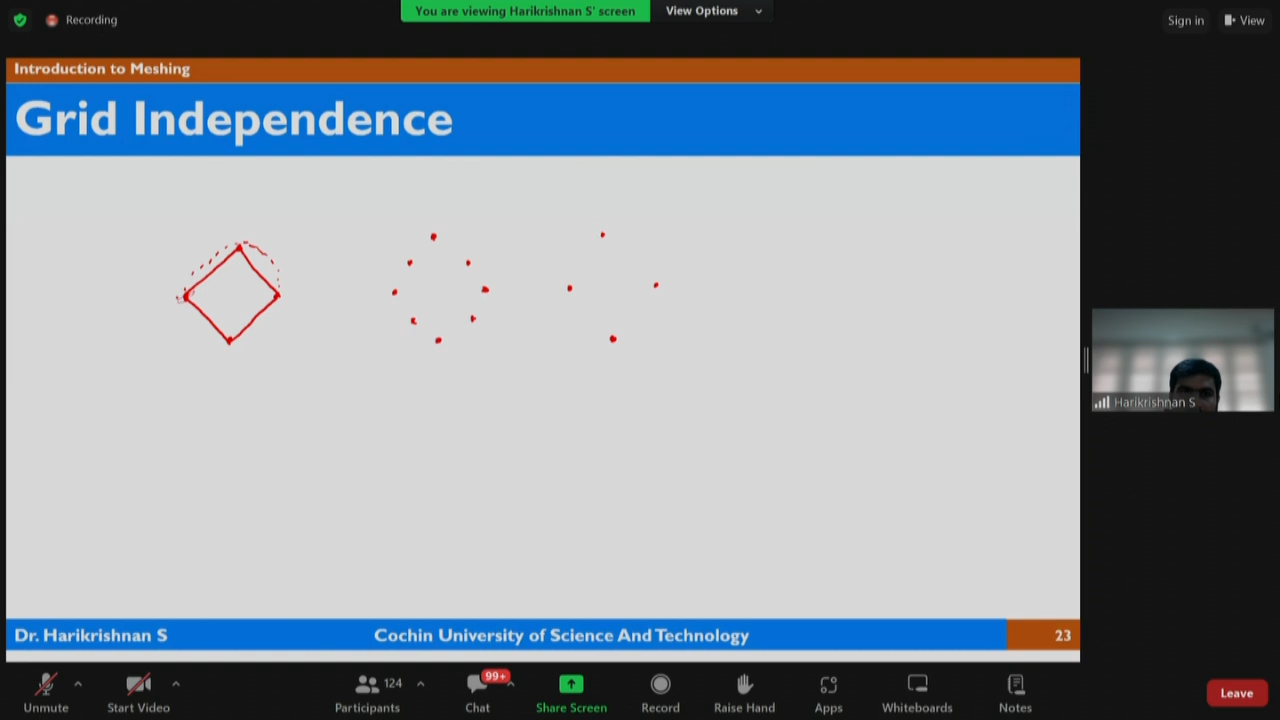 Recording
You are viewing Harikrishnan S' screen
View Options
Sign in
View
Introduction to Meshing
Grid Independence
Harikrishnan S
Dr. Harikrishnan S
Cochin University of Science And Technology
23
Unmute
Start Video
124
Participants
99+
Chat
Share Screen
Record
Raise Hand
Apps
Whiteboards
Notes
Leave